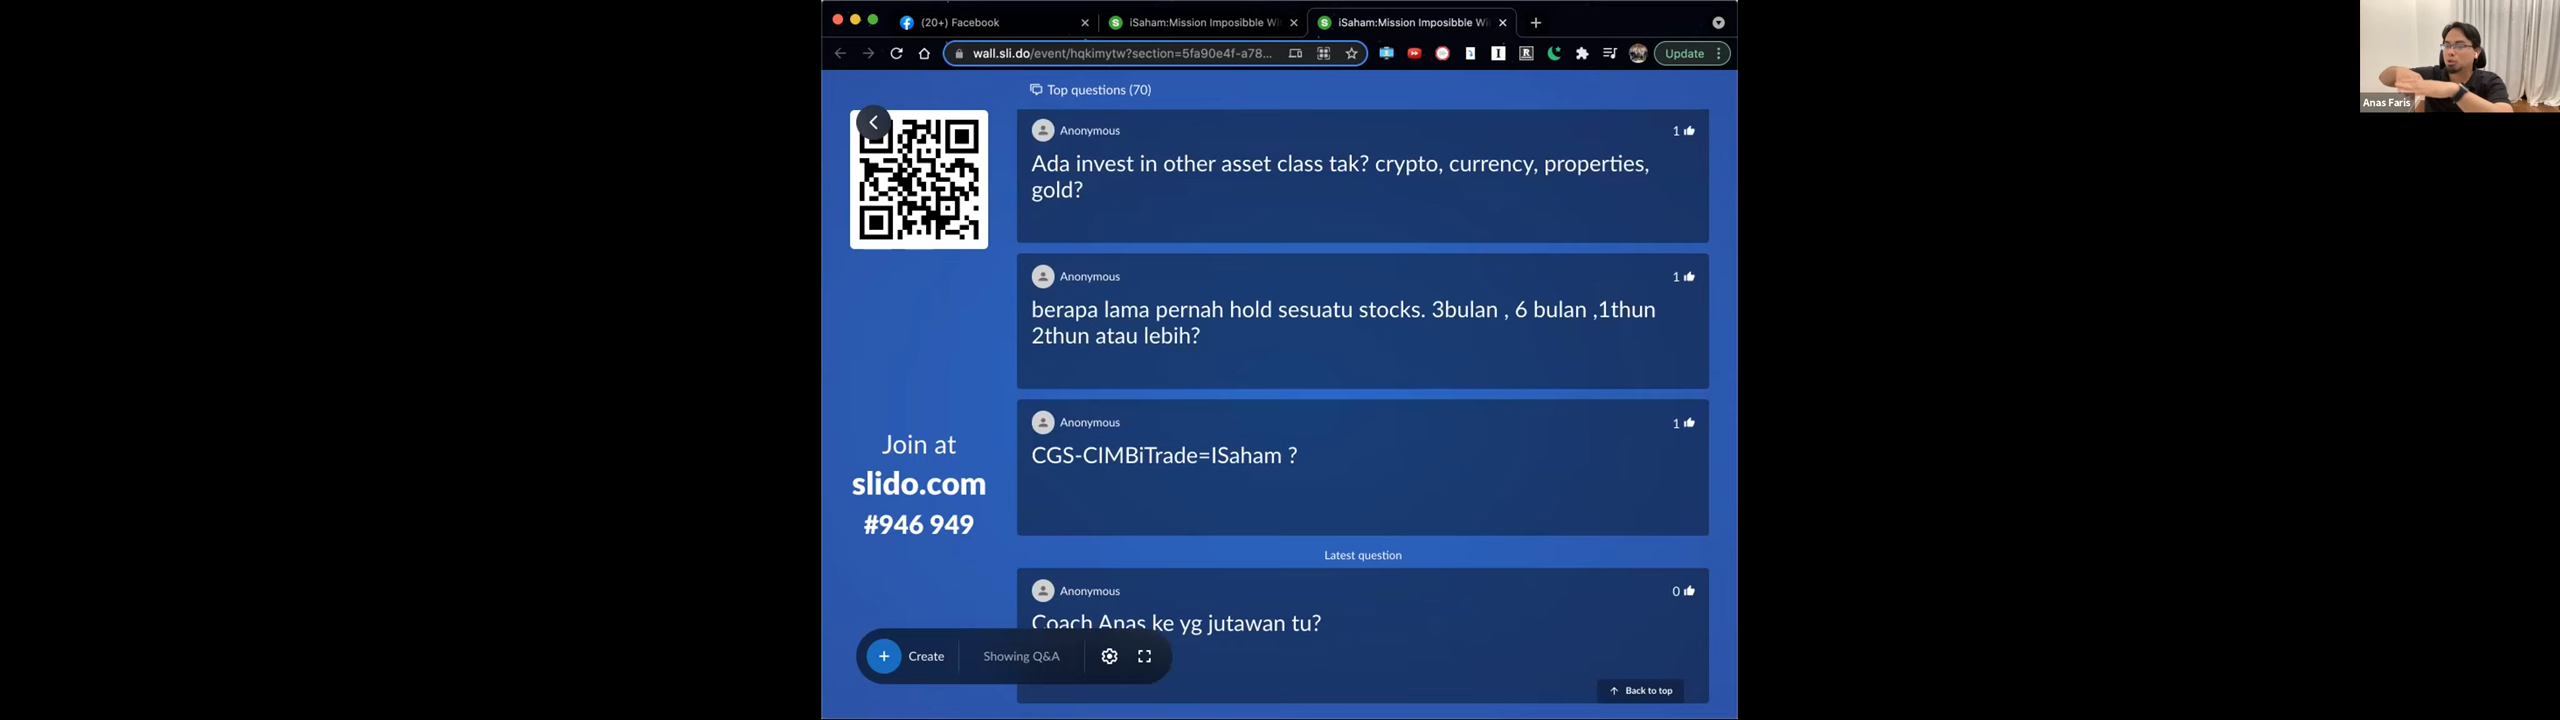 (20+) Facebook
iSaham:Mission Imposibble Wi
iSaham:Mission Imposibble Wi
wall.sli.do/event/hqkimytw?section=5fa90e4f-a78...
Update
Top questions (70)
Anonymous
1
Ada invest in other asset class tak? crypto, currency, properties,
gold?
Anonymous
1
berapa lama pernah hold sesuatu stocks. 3bulan , 6 bulan ,1thun
2thun atau lebih?
Anonymous
1
CGS-CIMBiTrade=ISaham ?
Join at
slido.com
#946 949
Latest question
Anonymous
0
Coach Anas ke yg jutawan tu?
Create
Showing Q&A
Back to top
Anas Faris